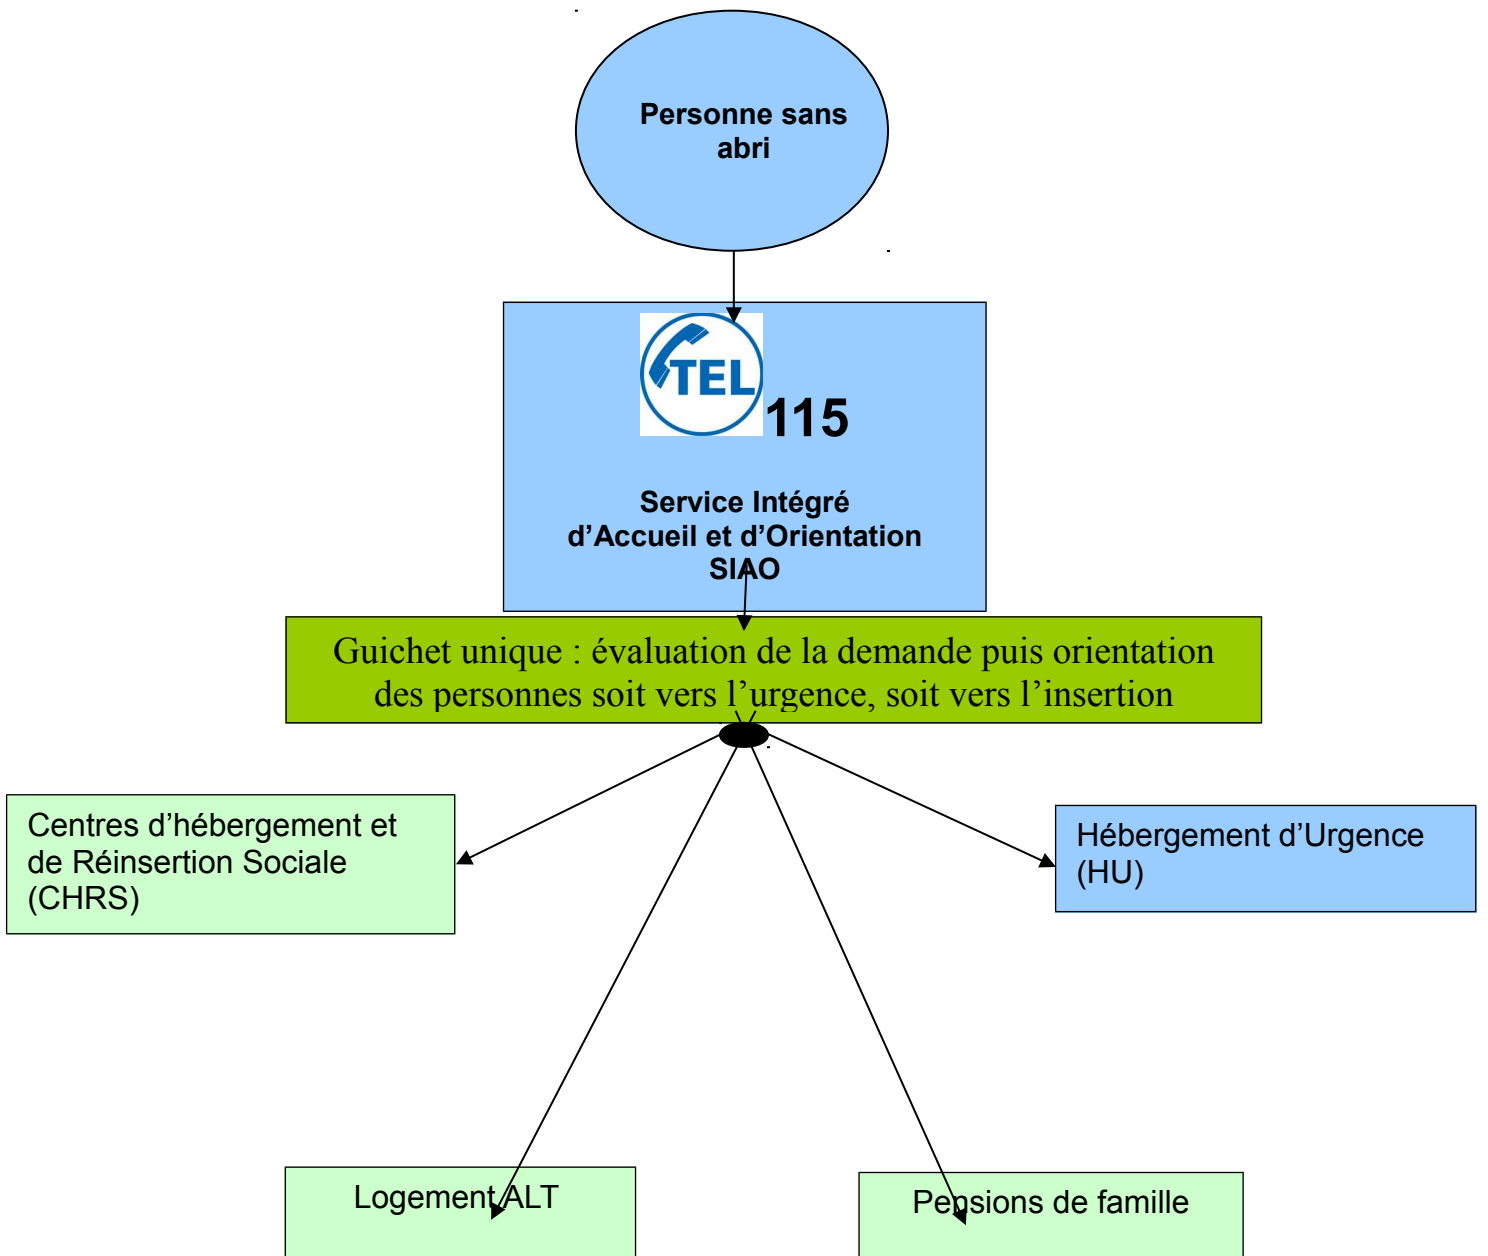 Personne sans
abri
TEL
115
Service Intégré
d’Accueil et d’Orientation
SIAO
Guichet unique : évaluation de la demande puis orientation
des personnes soit vers l’urgence, soit vers l’insertion
Centres d’hébergement et
de Réinsertion Sociale
(CHRS)
Hébergement d’Urgence
(HU)
Logement ALT
Pensions de famille